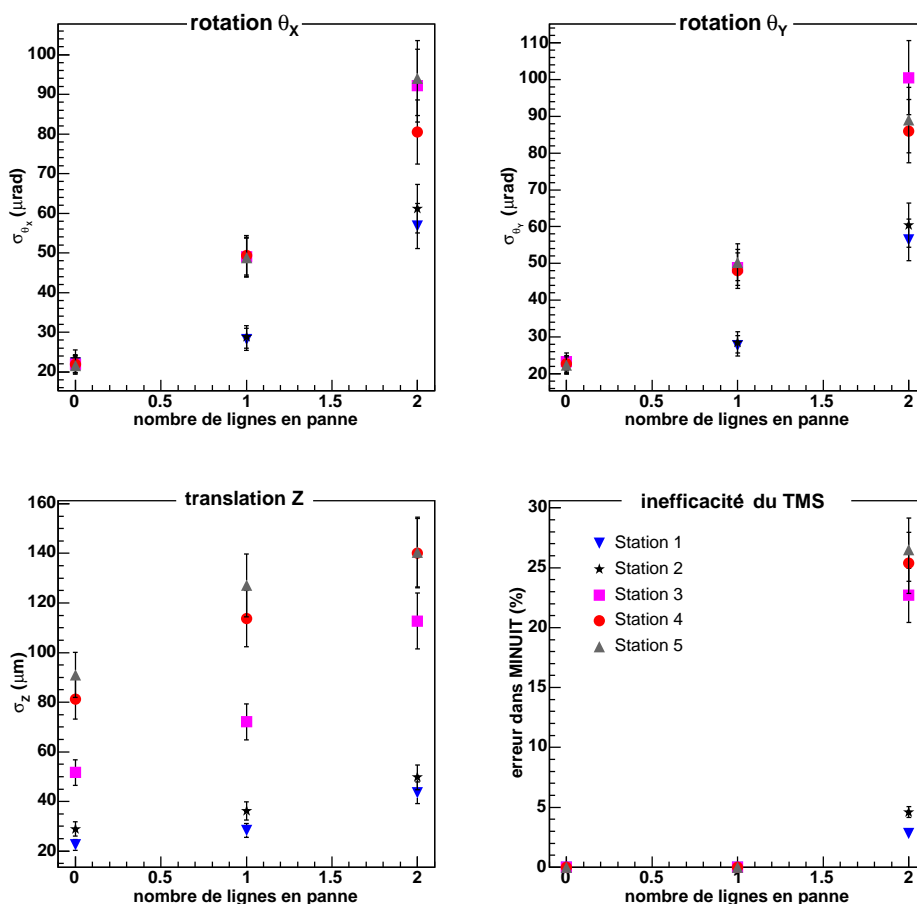 rotation θX
σθX (μrad)
100
90
80
70
60
50
40
30
20
0 0.5 1 1.5 2
nombre de lignes en panne
rotation θY
σθY (μrad)
110
100
90
80
70
60
50
40
30
20
0 0.5 1 1.5 2
nombre de lignes en panne
translation Z
σZ (μm)
160
140
120
100
80
60
40
20
0 0.5 1 1.5 2
nombre de lignes en panne
inefficacité du TMS
erreur dans MINUIT (%)
30
25
20
15
10
5
0
Station 1
Station 2
Station 3
Station 4
Station 5
0 0.5 1 1.5 2
nombre de lignes en panne